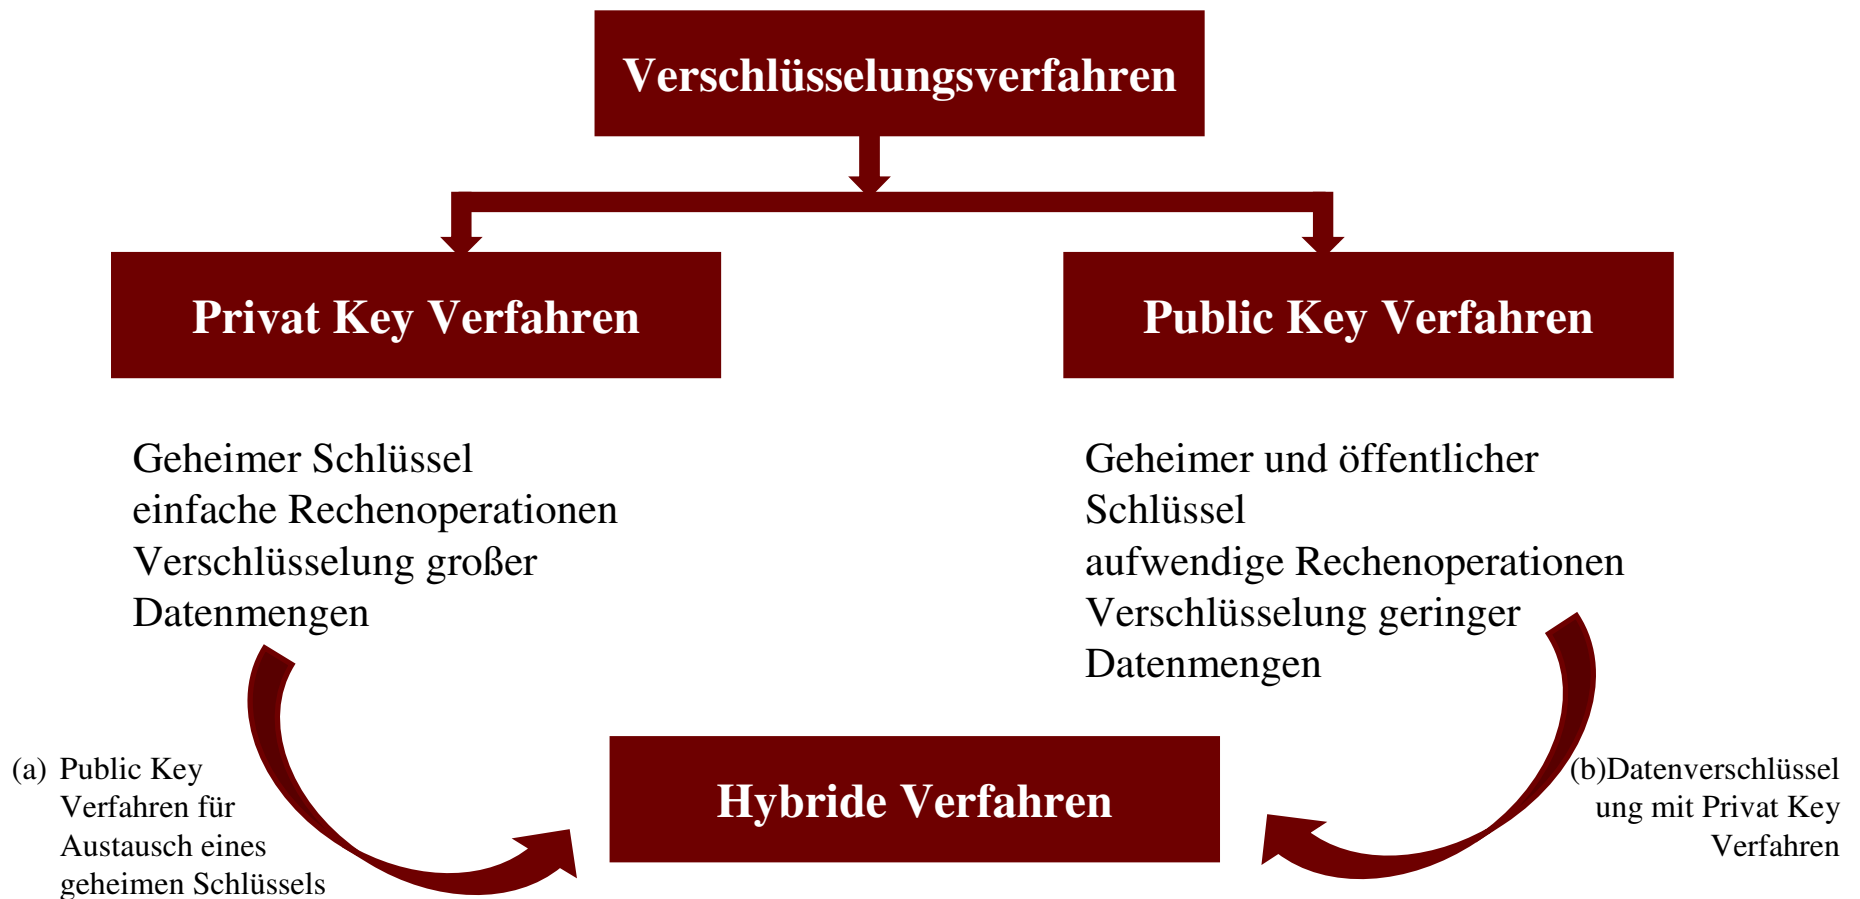 Verschlüsselungsverfahren
Privat Key Verfahren
Public Key Verfahren
Geheimer Schlüssel
einfache Rechenoperationen
Verschlüsselung großer
Datenmengen
Geheimer und öffentlicher
Schlüssel
aufwendige Rechenoperationen
Verschlüsselung geringer
Datenmengen
(a) Public Key
Verfahren für
Austausch eines
geheimen Schlüssels
Hybride Verfahren
(b)Datenverschlüssel
ung mit Privat Key
Verfahren